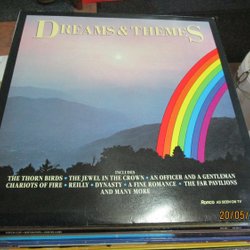 DREAMS & THEMES
INCLUDES
THE THORN BIRDS • THE JEWEL IN THE CROWN • AN OFFICER AND A GENTLEMAN
CHARIOTS OF FIRE • REILLY • DYNASTY • A FINE ROMANCE • THE FAR PAVILIONS
AND MANY MORE
Ronco AS SEEN ON TV
20/05/